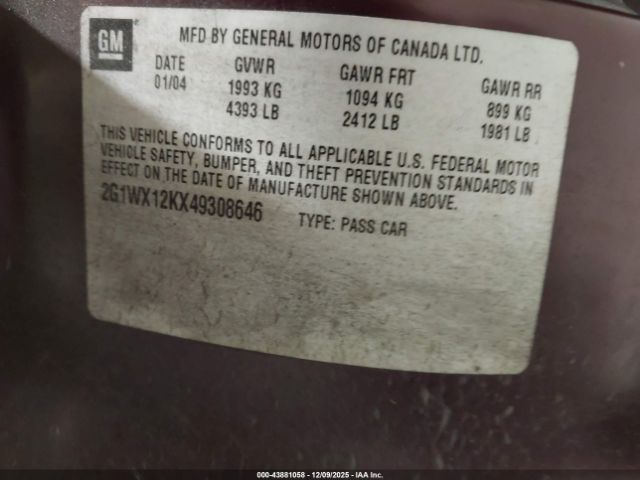 GM
MFD BY GENERAL MOTORS OF CANADA LTD.
DATE GVWR GAWR FRT GAWR RR
01/04 1993 KG 1094 KG 899 KG
4393 LB 2412 LB 1981 LB
THIS VEHICLE CONFORMS TO ALL APPLICABLE U.S. FEDERAL MOTOR
VEHICLE SAFETY, BUMPER, AND THEFT PREVENTION STANDARDS IN
EFFECT ON THE DATE OF MANUFACTURE SHOWN ABOVE.
2G1WX12KX49308646 TYPE: PASS CAR
000-43881058 | 12/09/2025 | IAA Inc.